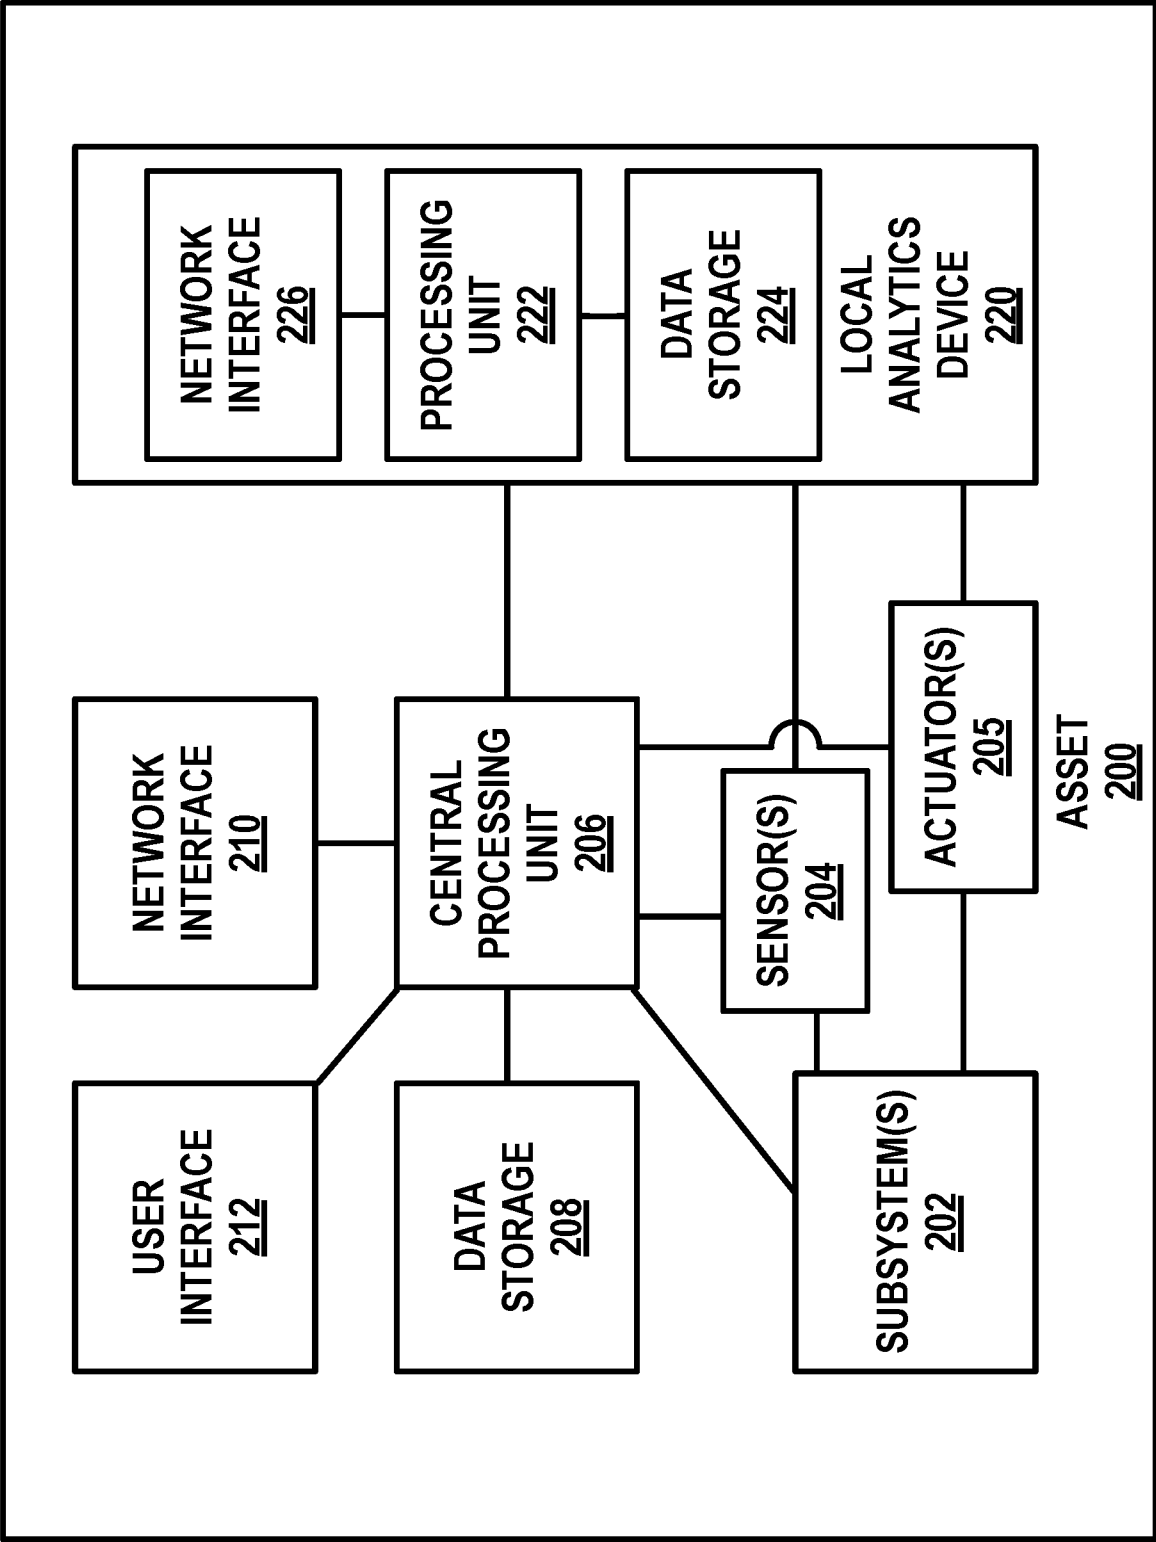 USER
INTERFACE
212
NETWORK
INTERFACE
210
NETWORK
INTERFACE
226
DATA
STORAGE
208
CENTRAL
PROCESSING
UNIT
206
PROCESSING
UNIT
222
DATA
STORAGE
224
SUBSYSTEM(S)
202
SENSOR(S)
204
ACTUATOR(S)
205
LOCAL
ANALYTICS
DEVICE
220
ASSET
200